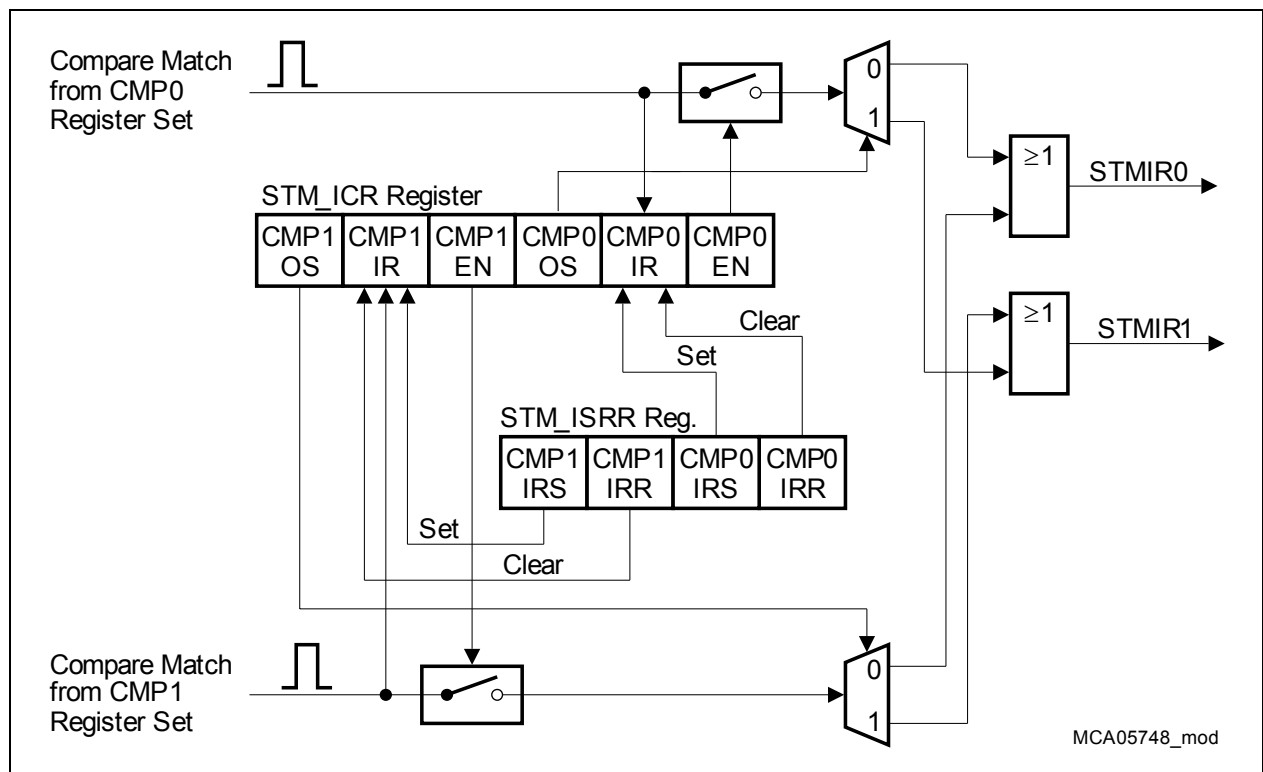 Compare Match
from CMP0
Register Set
0
1
≥1
STMIR0
STM_ICR Register
CMP1 CMP1 CMP1 CMP0 CMP0 CMP0
OS IR EN OS IR EN
≥1
STMIR1
Clear
Set
STM_ISRR Reg.
CMP1 CMP1 CMP0 CMP0
IRS IRR IRS IRR
Set
Clear
Compare Match
from CMP1
Register Set
0
1
MCA05748_mod